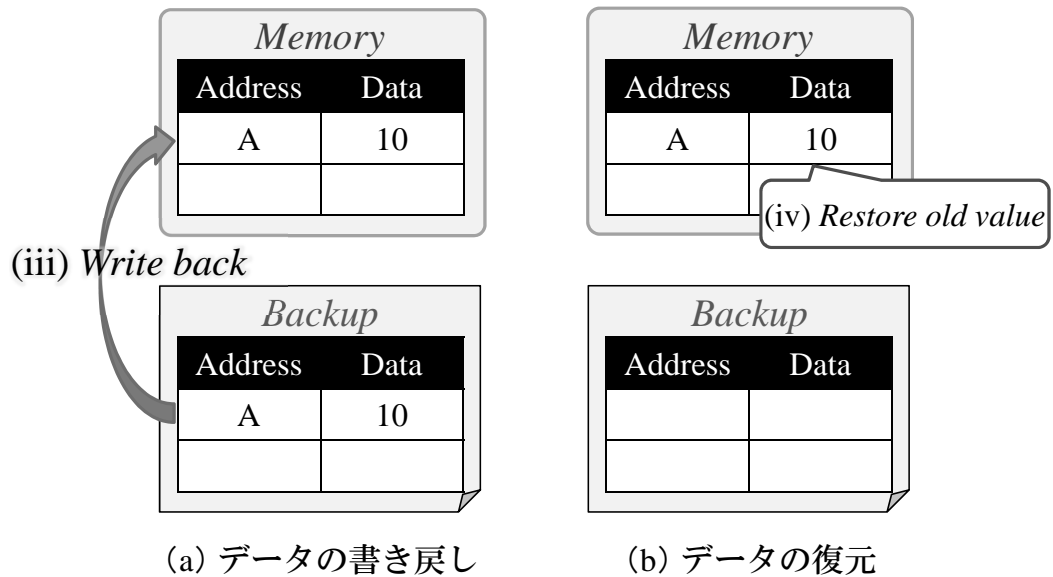 Memory
Address Data
A 10
(iii) Write back
Backup
Address Data
A 10
(a) データの書き戻し
Memory
Address Data
A 10
(iv) Restore old value
Backup
Address Data
(b) データの復元